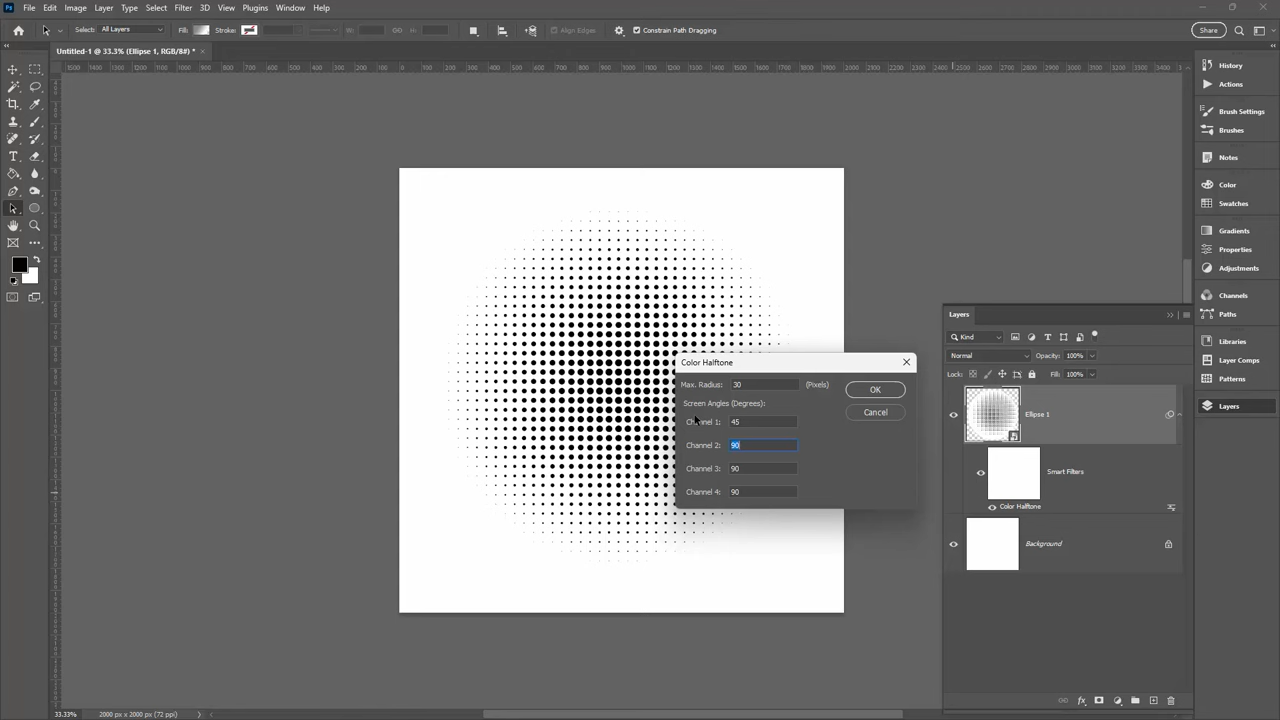 Ps File Edit Image Layer Type Select Filter 3D View Plugins Window Help
Select: All Layers Fill: Stroke: W: H: Align Edges Constrain Path Dragging Share
Untitled-1 @ 33.3% (Ellipse 1, RGB/8#) * ×
History
Actions
Brush Settings
Brushes
Notes
Color
Swatches
Gradients
Properties
Adjustments
Channels
Paths
Libraries
Layer Comps
Patterns
Layers
Layers
Kind
Normal Opacity: 100%
Lock: Fill: 100%
Ellipse 1
Smart Filters
Color Halftone
Background
Color Halftone
Max. Radius: 30 (Pixels) OK
Screen Angles (Degrees):
Cancel
Channel 1: 45
Channel 2: 90
Channel 3: 90
Channel 4: 90
33.33% 2000 px x 2000 px (72 ppi)